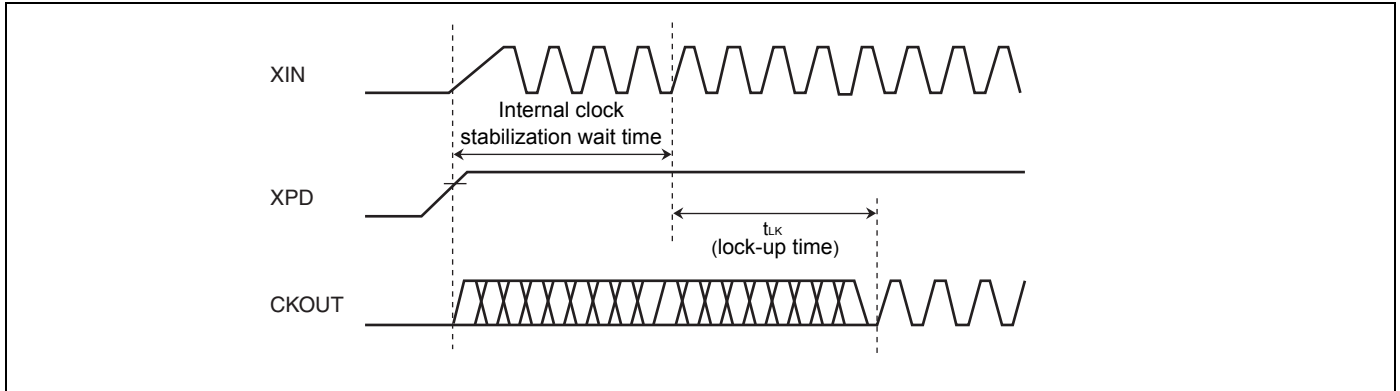 XIN
Internal clock
stabilization wait time
XPD
tLK
(lock-up time)
CKOUT